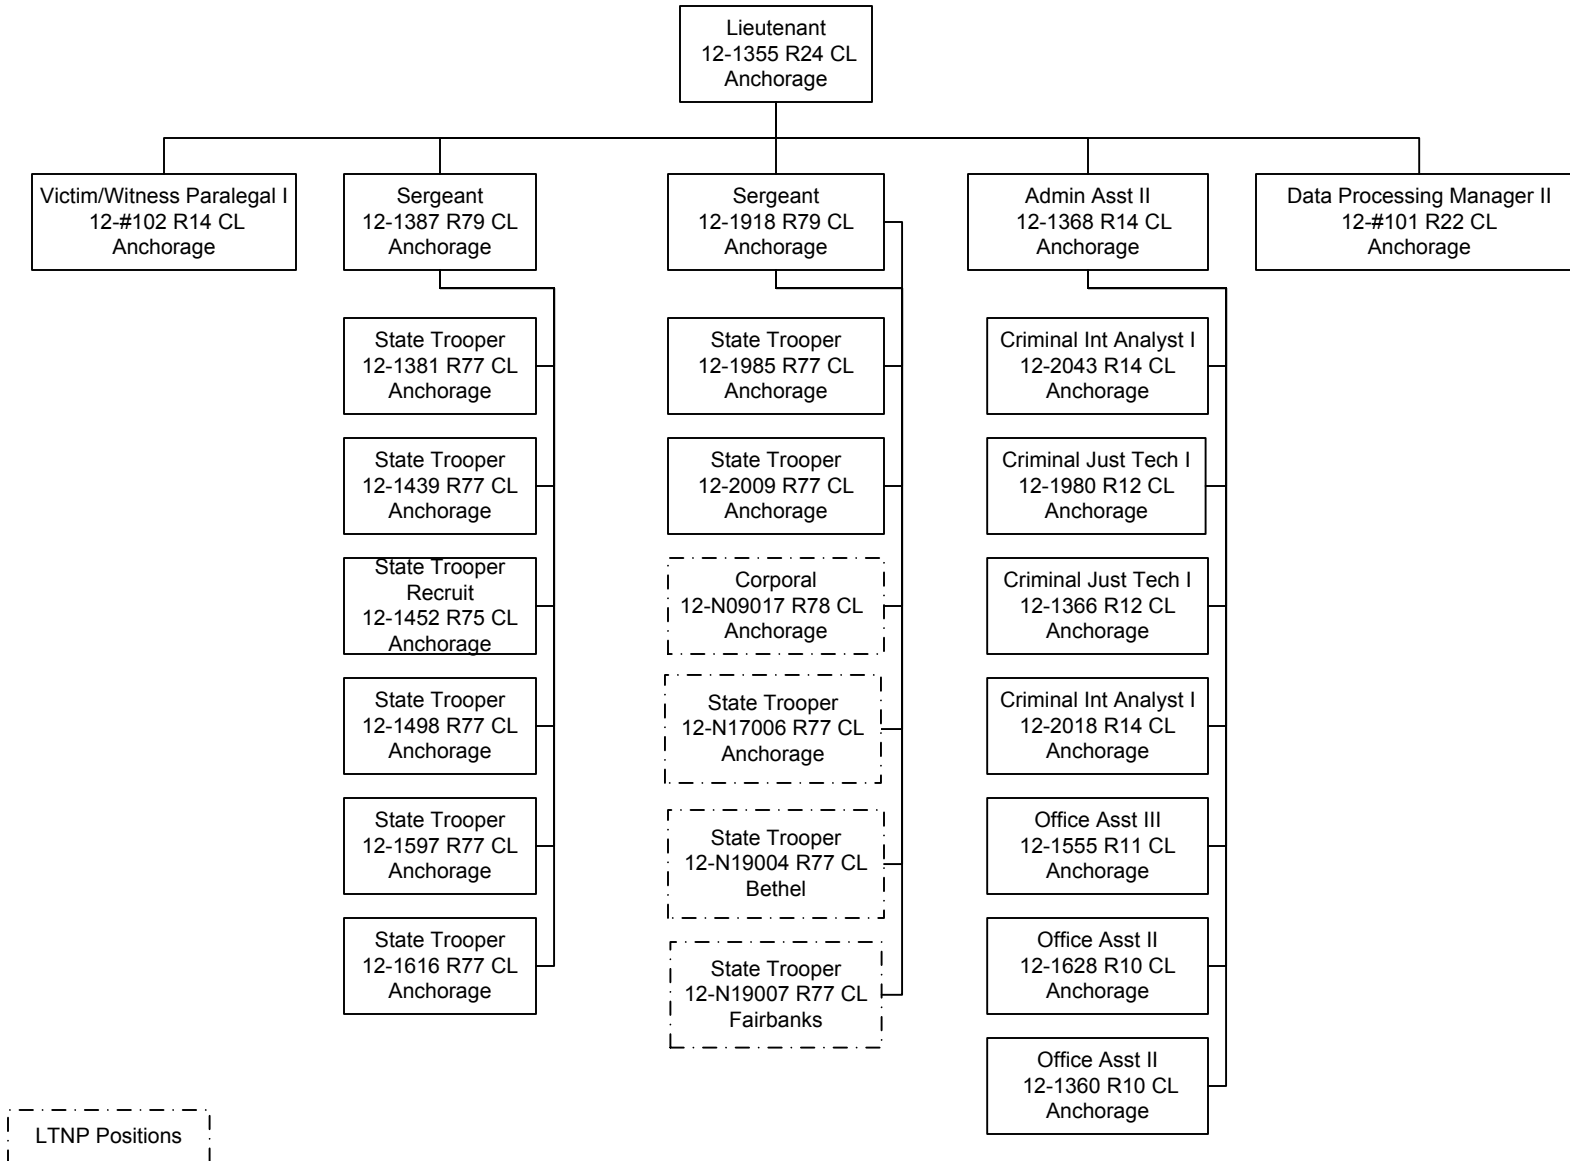 Lieutenant
12-1355 R24 CL
Anchorage
Victim/Witness Paralegal I
12-#102 R14 CL
Anchorage
Sergeant
12-1387 R79 CL
Anchorage
Sergeant
12-1918 R79 CL
Anchorage
Admin Asst II
12-1368 R14 CL
Anchorage
Data Processing Manager II
12-#101 R22 CL
Anchorage
State Trooper
12-1381 R77 CL
Anchorage
State Trooper
12-1439 R77 CL
Anchorage
State Trooper
Recruit
12-1452 R75 CL
Anchorage
State Trooper
12-1498 R77 CL
Anchorage
State Trooper
12-1597 R77 CL
Anchorage
State Trooper
12-1616 R77 CL
Anchorage
State Trooper
12-1985 R77 CL
Anchorage
State Trooper
12-2009 R77 CL
Anchorage
Corporal
12-N09017 R78 CL
Anchorage
State Trooper
12-N17006 R77 CL
Anchorage
State Trooper
12-N19004 R77 CL
Bethel
State Trooper
12-N19007 R77 CL
Fairbanks
Criminal Int Analyst I
12-2043 R14 CL
Anchorage
Criminal Just Tech I
12-1980 R12 CL
Anchorage
Criminal Just Tech I
12-1366 R12 CL
Anchorage
Criminal Int Analyst I
12-2018 R14 CL
Anchorage
Office Asst III
12-1555 R11 CL
Anchorage
Office Asst II
12-1628 R10 CL
Anchorage
Office Asst II
12-1360 R10 CL
Anchorage
LTNP Positions